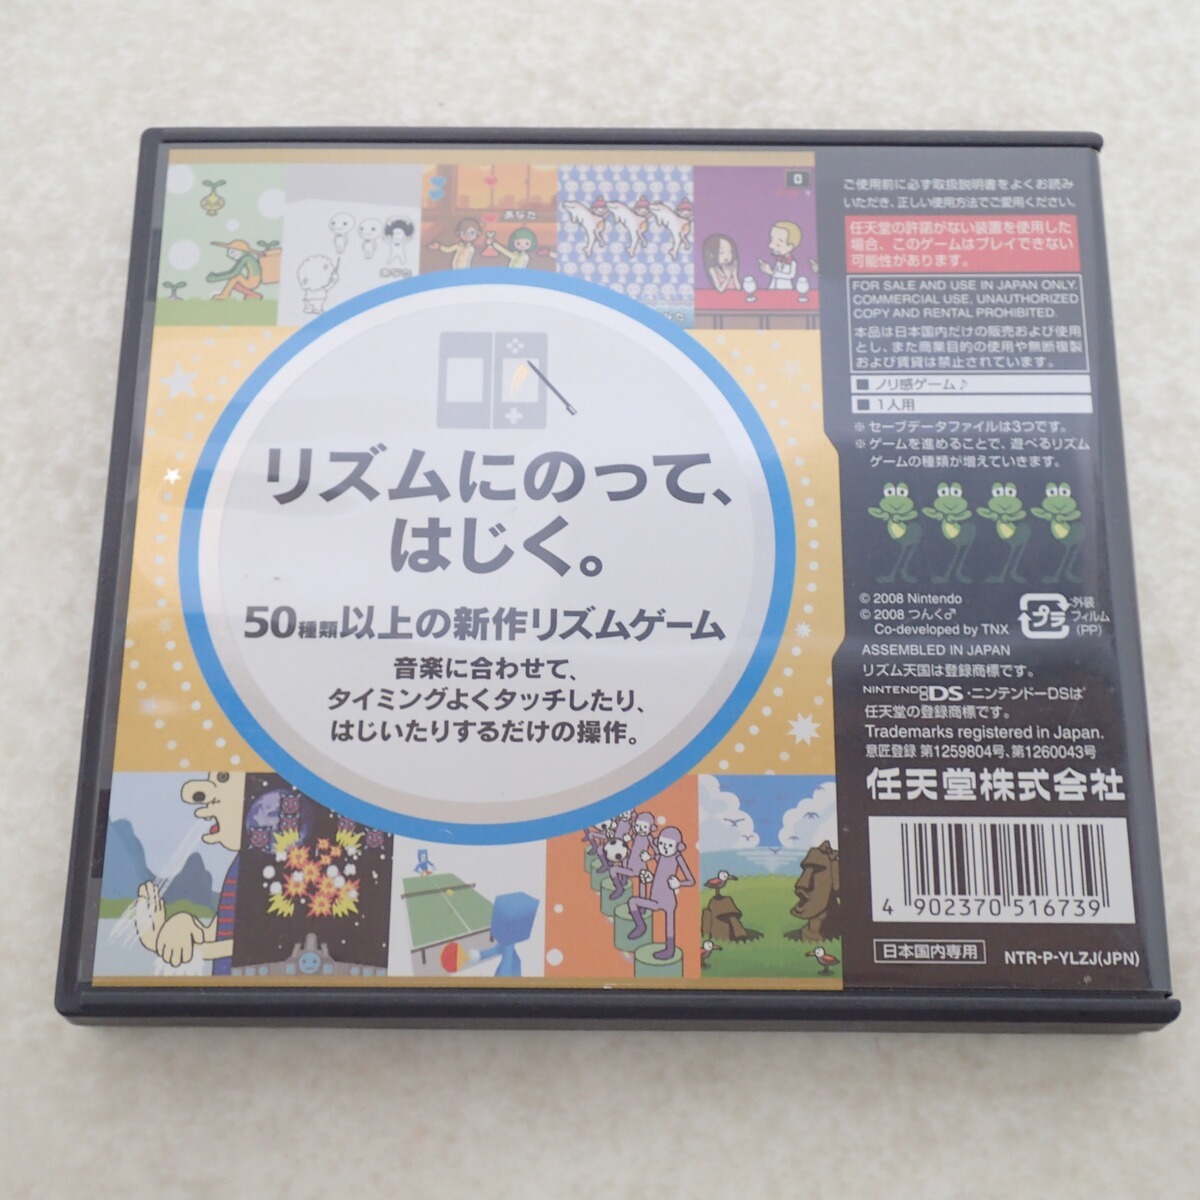 あなた
あなた
リズムにのって、
はじく。
50種類以上の新作リズムゲーム
音楽に合わせて、
タイミングよくタッチしたり、
はじいたりするだけの操作。
ご使用前に必ず取扱説明書をよくお読み
いただき、正しい使用方法でご愛用ください。
任天堂の許諾がない装置を使用した
場合、このゲームはプレイできない
可能性があります。
FOR SALE AND USE IN JAPAN ONLY.
COMMERCIAL USE, UNAUTHORIZED
COPY AND RENTAL PROHIBITED.
本品は日本国内だけの販売および使用
とし、また商業目的の使用や無断複製
および賃貸は禁止されています。
■ ノリ感ゲーム♪
■ 1人用
※ セーブデータファイルは3つです。
※ ゲームを進めることで、遊べるリズム
ゲームの種類が増えていきます。
© 2008 Nintendo
© 2008 つんく♂
Co-developed by TNX
プラ
外装
フィルム
(PP)
ASSEMBLED IN JAPAN
リズム天国は登録商標です。
NINTENDO DS・ニンテンドーDSは
任天堂の登録商標です。
Trademarks registered in Japan.
意匠登録 第1259804号、第1260043号
任天堂株式会社
4 902370 516739
日本国内専用
NTR-P-YLZJ(JPN)